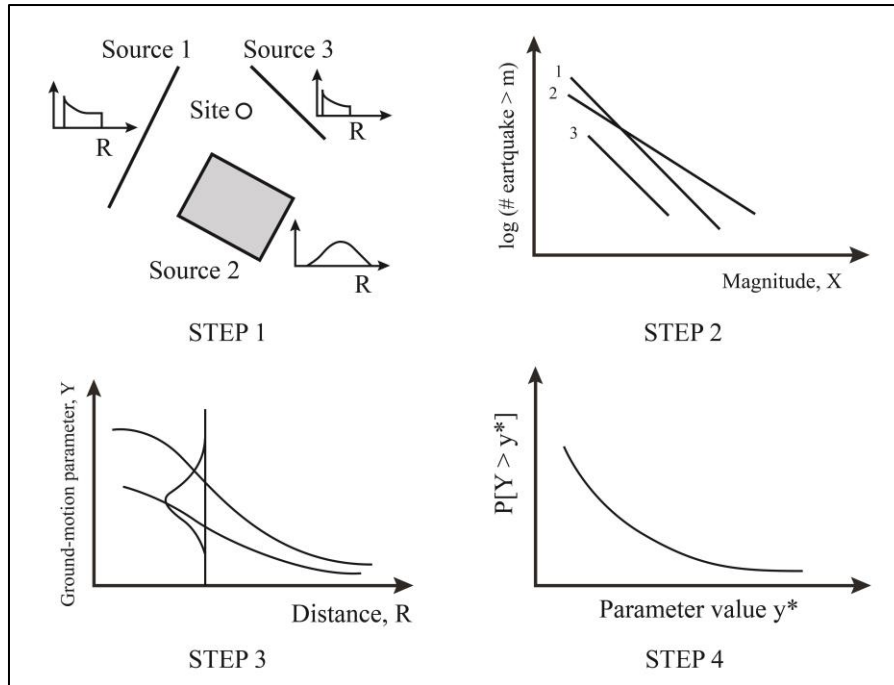 Source 1
Source 3
Site
R
R
R
Source 2
STEP 1
log (# eartquake > m)
1
2
3
Magnitude, X
STEP 2
Ground-motion parameter, Y
Distance, R
STEP 3
P[Y > y*]
Parameter value y*
STEP 4